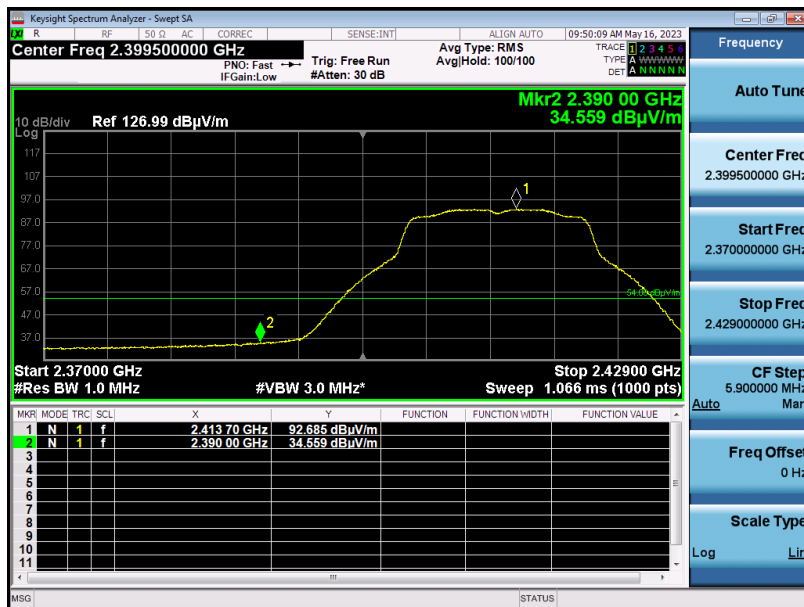 Keysight Spectrum Analyzer - Swept SA
LXI R RF 50 Ω AC CORREC SENSE:INT ALIGN AUTO 09:50:09 AM May 16, 2023
Center Freq 2.399500000 GHz
PNO: Fast
IFGain:Low
Trig: Free Run
#Atten: 30 dB
Avg Type: RMS
Avg|Hold: 100/100
TRACE 1 2 3 4 5 6
TYPE A W W W W W
DET A N N N N N
Mkr2 2.390 00 GHz
34.559 dBµV/m
10 dB/div Ref 126.99 dBµV/m
Log
117
107
97.0
87.0
77.0
67.0
57.0
47.0
37.0
1
2
Start 2.37000 GHz Stop 2.42900 GHz
#Res BW 1.0 MHz #VBW 3.0 MHz* Sweep 1.066 ms (1000 pts)
MKR MODE TRC SCL X Y FUNCTION FUNCTION WIDTH FUNCTION VALUE
1 N 1 f 2.413 70 GHz 92.685 dBµV/m
2 N 1 f 2.390 00 GHz 34.559 dBµV/m
3
4
5
6
7
8
9
10
11
MSG STATUS
Frequency
Auto Tune
Center Freq
2.399500000 GHz
Start Freq
2.370000000 GHz
Stop Freq
2.429000000 GHz
CF Step
5.900000 MHz
Auto Man
Freq Offset
0 Hz
Scale Type
Log Lin